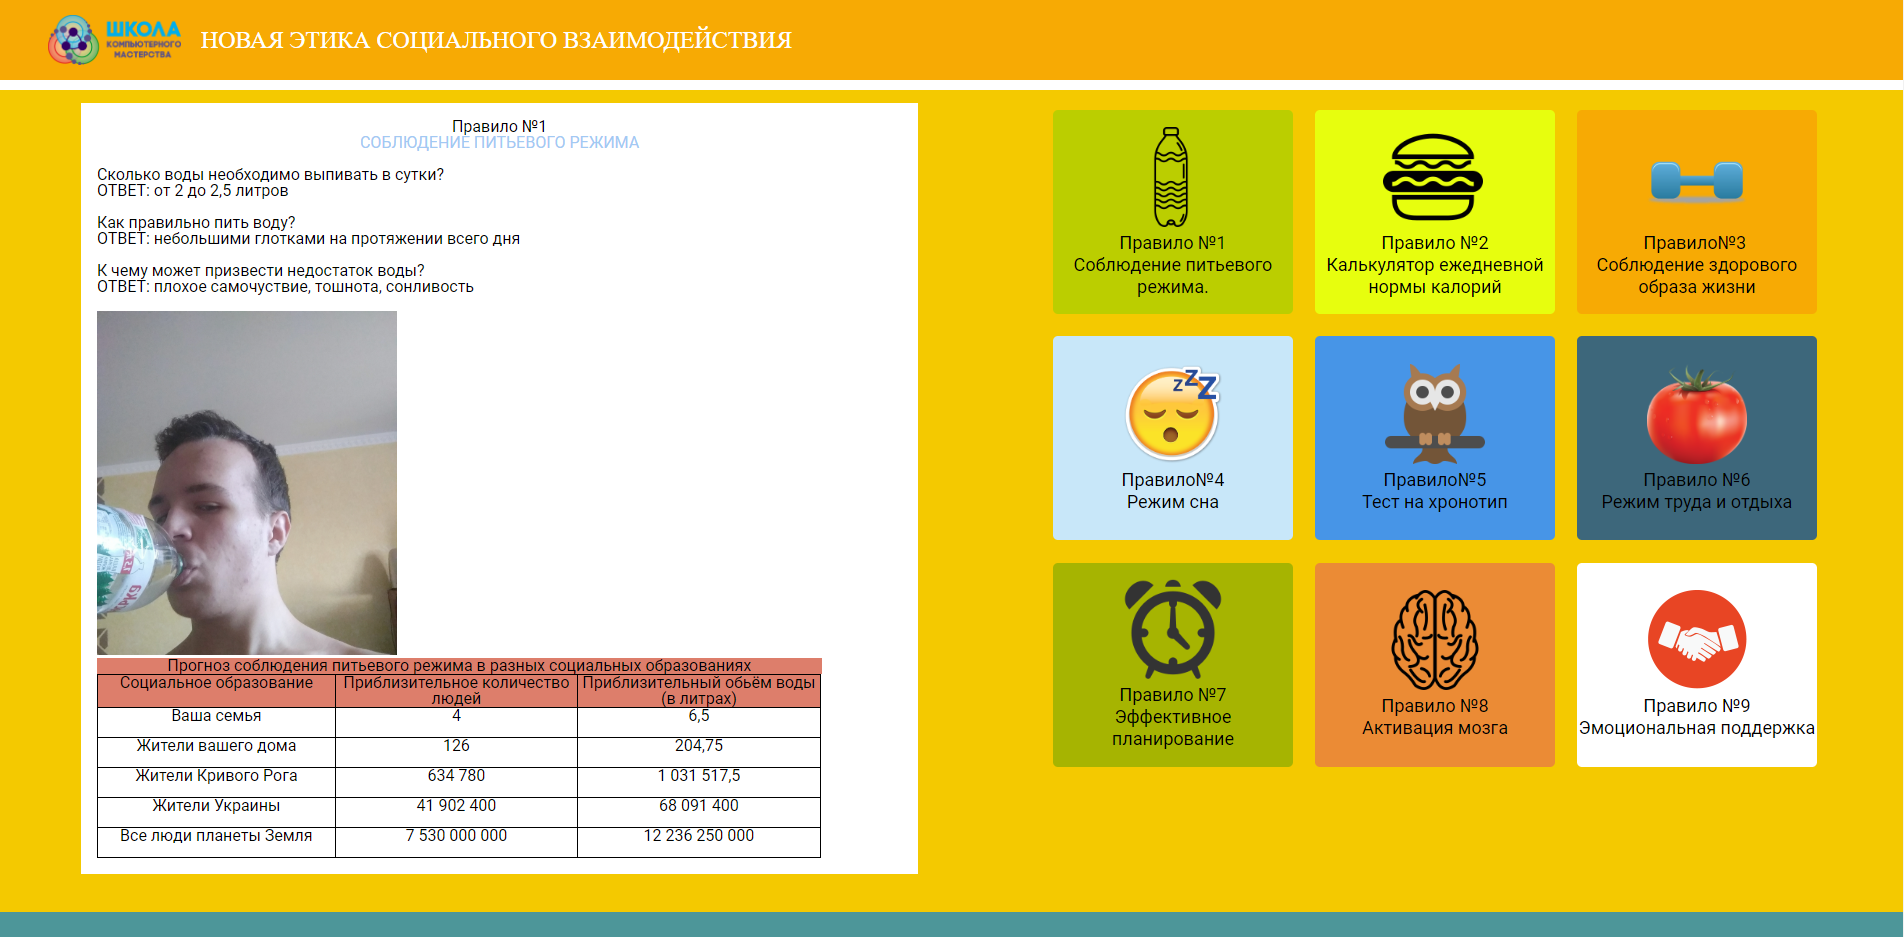 ШКОЛА
КОМПЬЮТЕРНОГО
МАСТЕРСТВА
НОВАЯ ЭТИКА СОЦИАЛЬНОГО ВЗАИМОДЕЙСТВИЯ
Правило №1
СОБЛЮДЕНИЕ ПИТЬЕВОГО РЕЖИМА
Сколько воды необходимо выпивать в сутки?
ОТВЕТ: от 2 до 2,5 литров
Как правильно пить воду?
ОТВЕТ: небольшими глотками на протяжении всего дня
К чему может призвести недостаток воды?
ОТВЕТ: плохое самочуствие, тошнота, сонливость
Прогноз соблюдения питьевого режима в разных социальных образованиях
Социальное образование
Приблизительное количество
людей
Приблизительный обьём воды
(в литрах)
Ваша семья 4 6,5
Жители вашего дома 126 204,75
Жители Кривого Рога 634 780 1 031 517,5
Жители Украины 41 902 400 68 091 400
Все люди планеты Земля 7 530 000 000 12 236 250 000
Правило №1
Соблюдение питьевого
режима.
Правило №2
Калькулятор ежедневной
нормы калорий
Правило№3
Соблюдение здорового
образа жизни
zZZ
Правило№4
Режим сна
Правило№5
Тест на хронотип
Правило №6
Режим труда и отдыха
Правило №7
Эффективное
планирование
Правило №8
Активация мозга
Правило №9
Эмоциональная поддержка